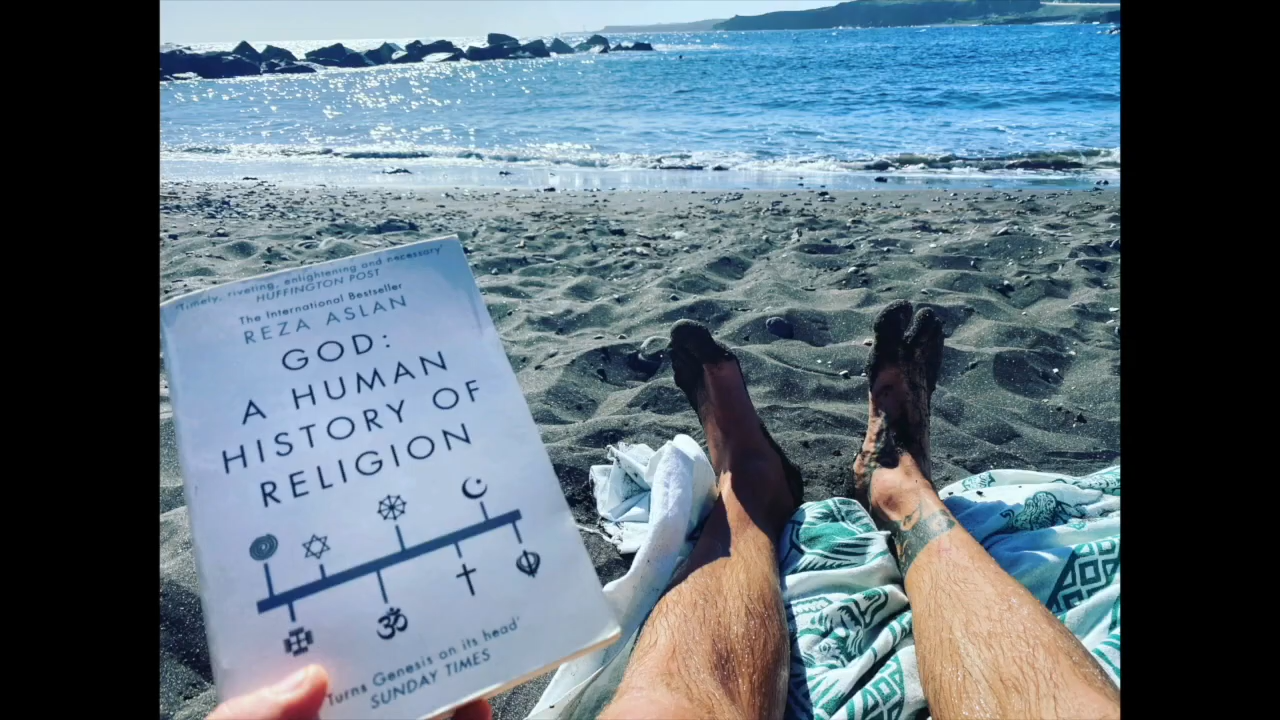 'Timely, riveting, enlightening and necessary'
HUFFINGTON POST
The International Bestseller
REZA ASLAN
GOD:
A HUMAN
HISTORY OF
RELIGION
'Turns Genesis on its head'
SUNDAY TIMES